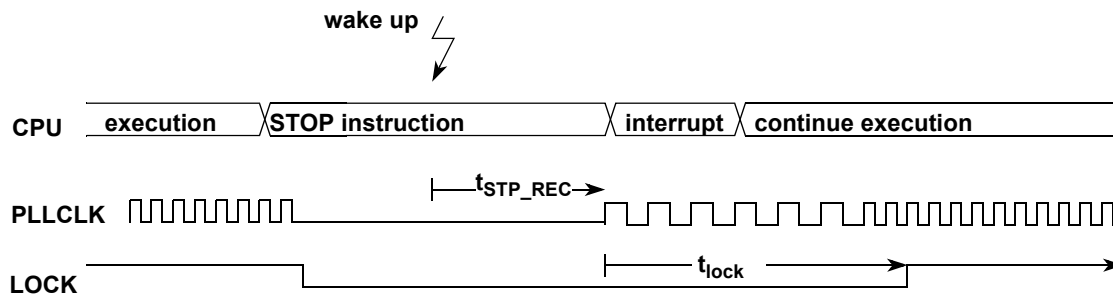 wake up
CPU execution STOP instruction interrupt continue execution
tSTP_REC
PLLCLK
tlock
LOCK